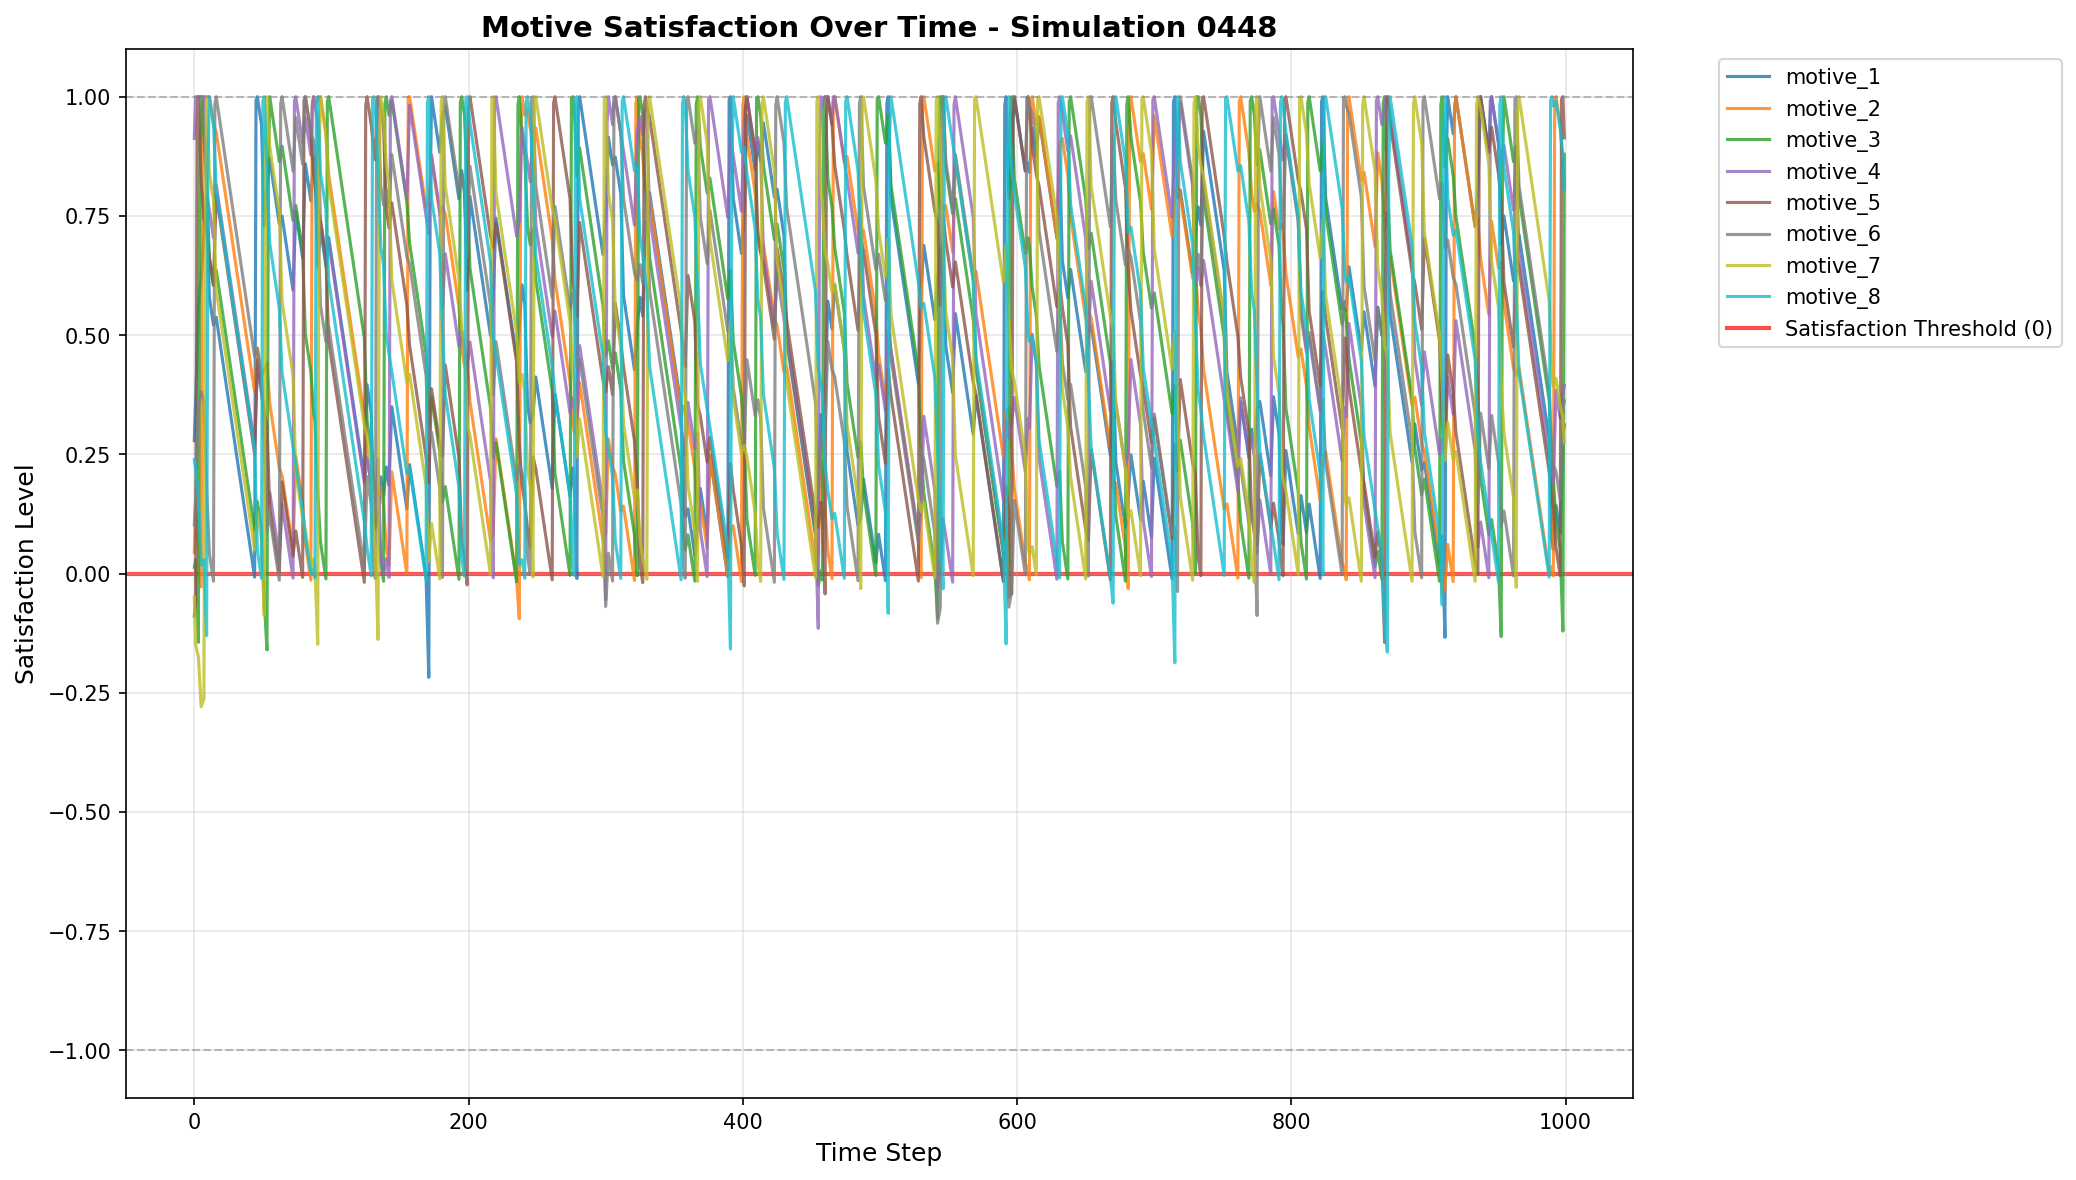 Motive Satisfaction Over Time - Simulation 0448
Satisfaction Level
1.00
0.75
0.50
0.25
0.00
−0.25
−0.50
−0.75
−1.00
0
200
400
600
800
1000
Time Step
motive_1
motive_2
motive_3
motive_4
motive_5
motive_6
motive_7
motive_8
Satisfaction Threshold (0)